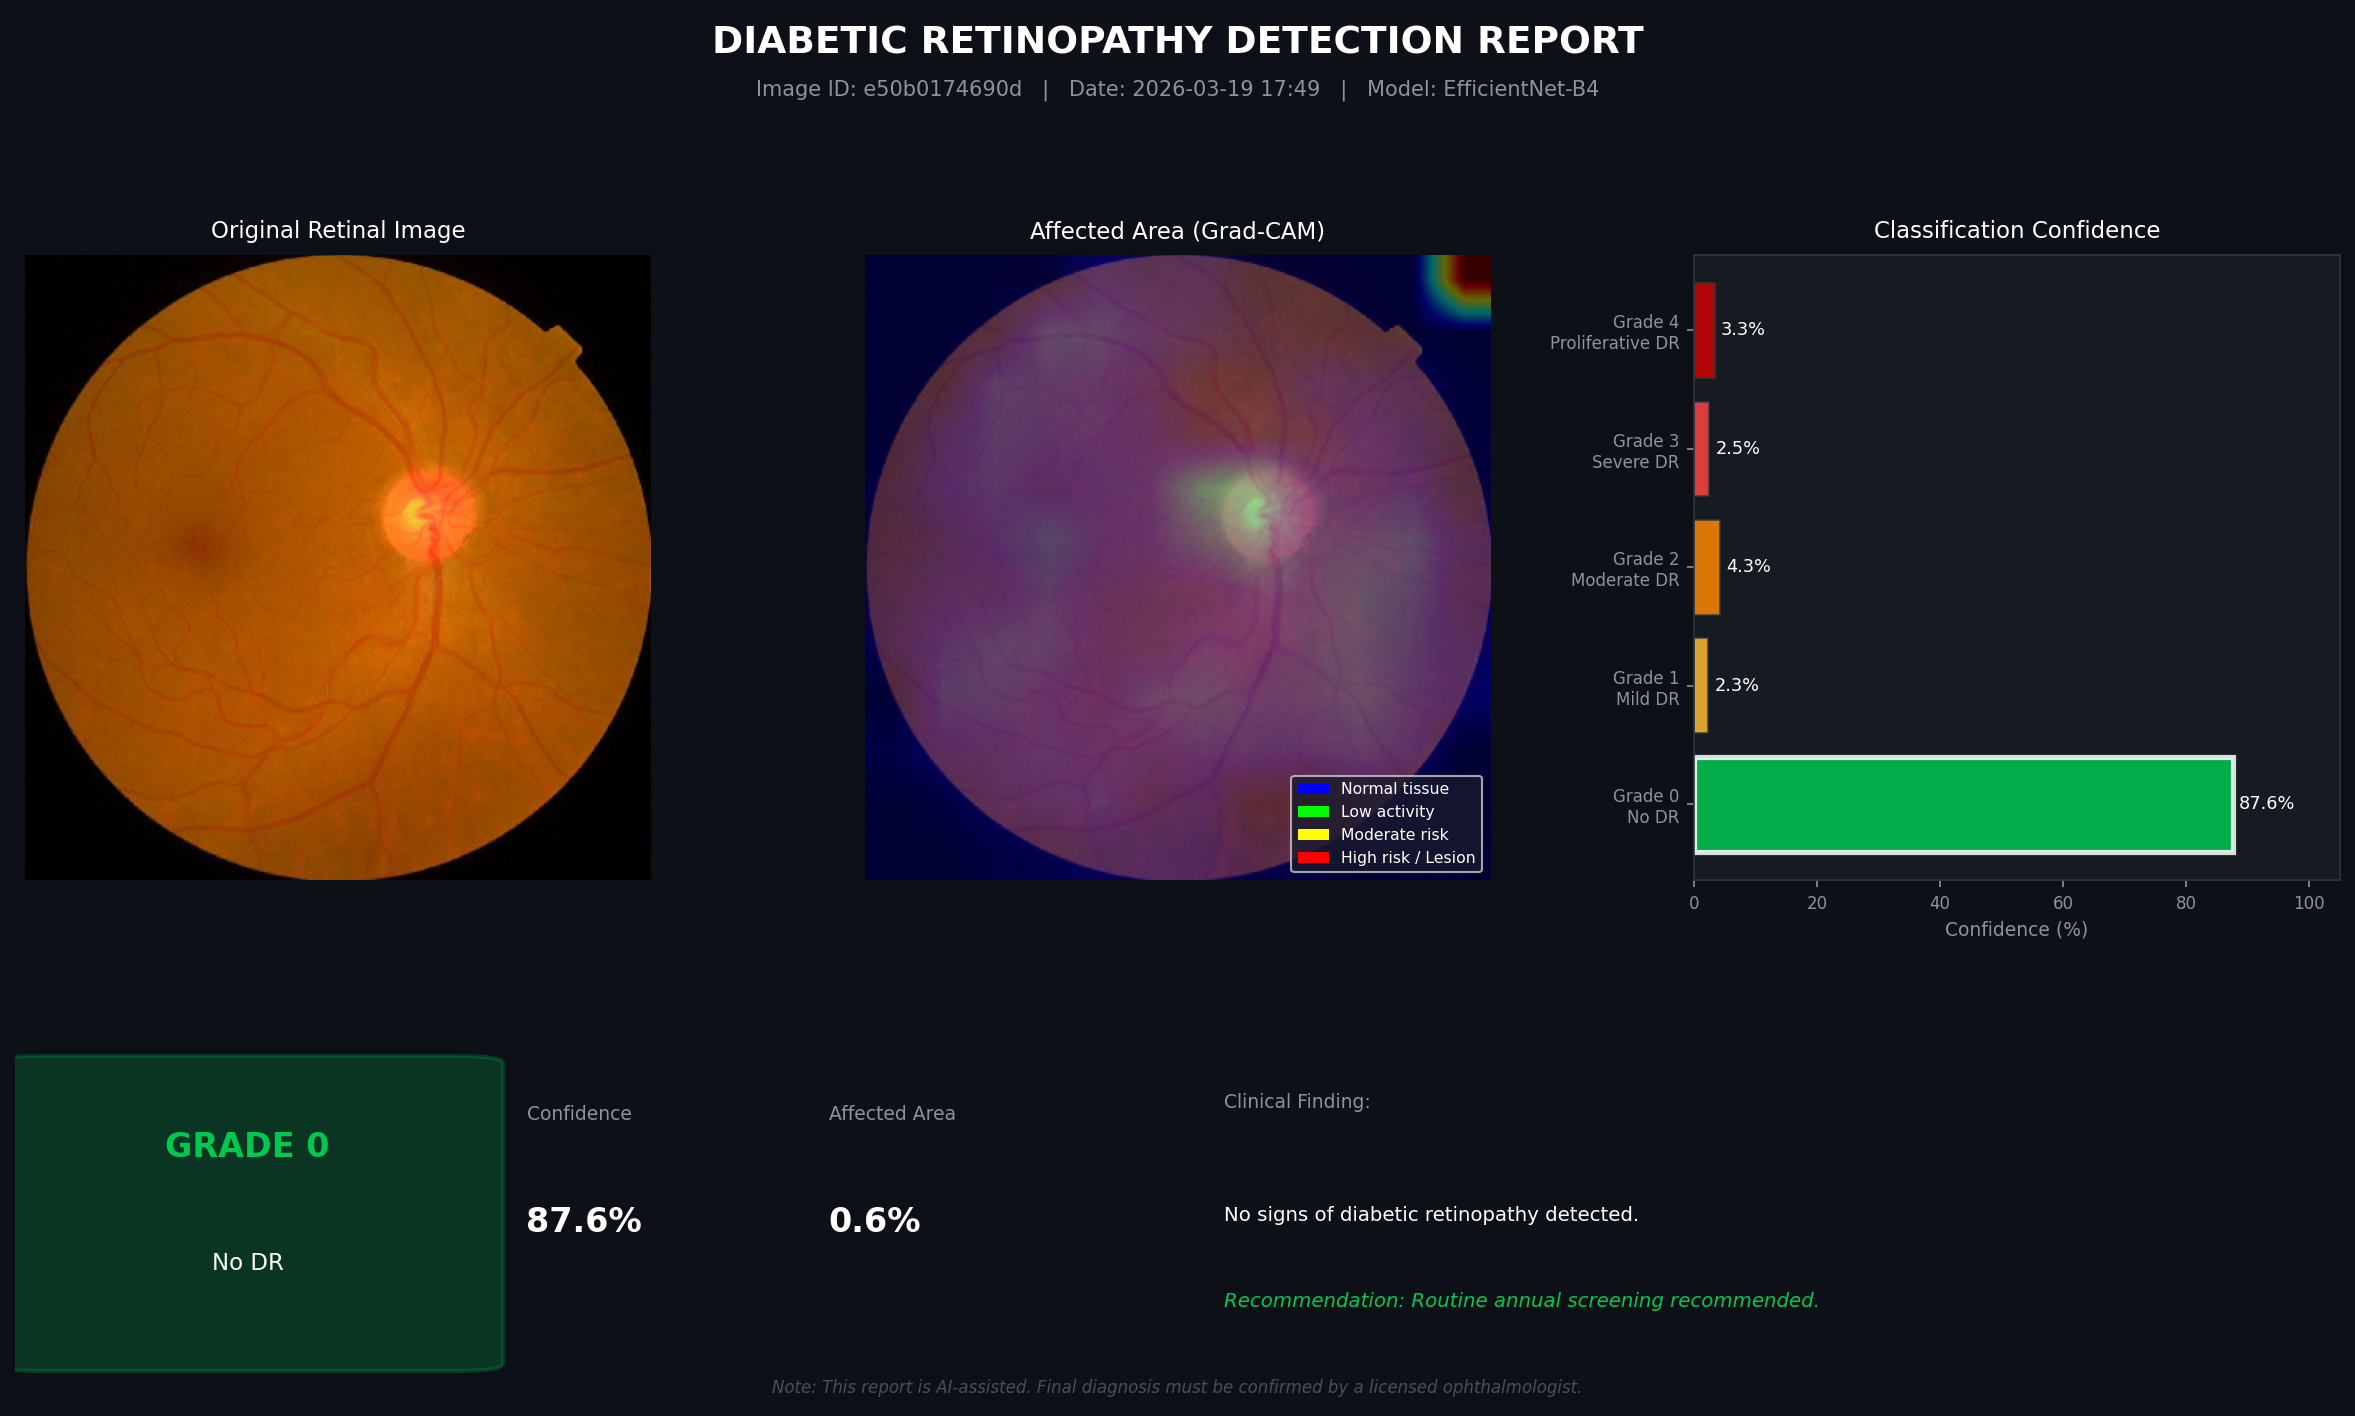 DIABETIC RETINOPATHY DETECTION REPORT
Image ID: e50b0174690d   |   Date: 2026-03-19 17:49   |   Model: EfficientNet-B4
Original Retinal Image
Affected Area (Grad-CAM)
Normal tissue
Low activity
Moderate risk
High risk / Lesion
Classification Confidence
Grade 4
Proliferative DR
3.3%
Grade 3
Severe DR
2.5%
Grade 2
Moderate DR
4.3%
Grade 1
Mild DR
2.3%
Grade 0
No DR
87.6%
0 20 40 60 80 100
Confidence (%)
GRADE 0
No DR
Confidence
87.6%
Affected Area
0.6%
Clinical Finding:
No signs of diabetic retinopathy detected.
Recommendation: Routine annual screening recommended.
Note: This report is AI-assisted. Final diagnosis must be confirmed by a licensed ophthalmologist.